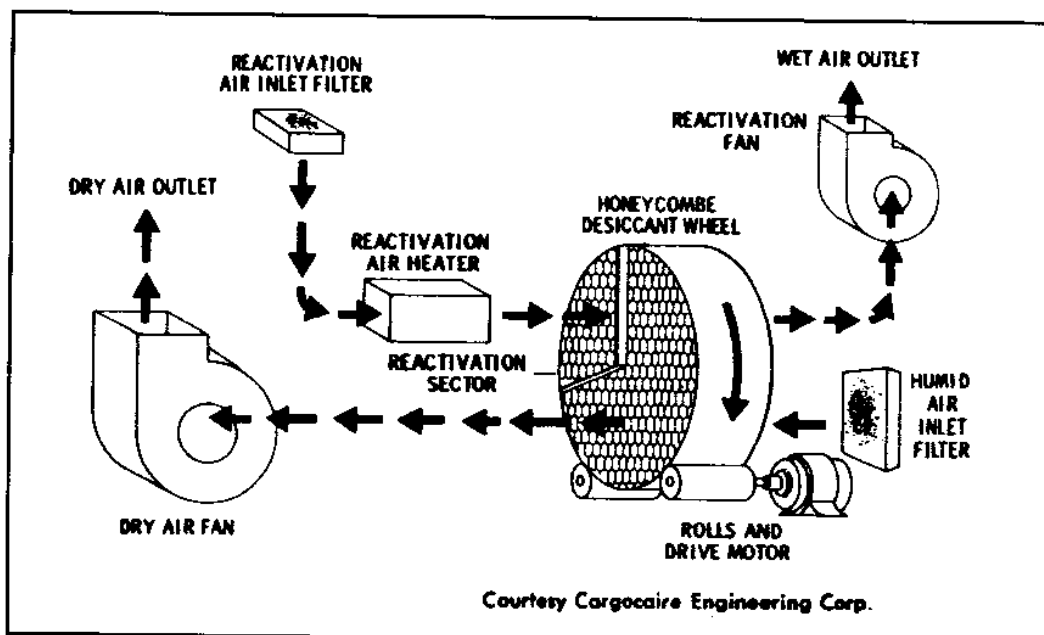 REACTIVATION
AIR INLET FILTER
WET AIR OUTLET
REACTIVATION
FAN
DRY AIR OUTLET
HONEYCOMBE
DESICCANT WHEEL
REACTIVATION
AIR HEATER
REACTIVATION
SECTOR
HUMID
AIR
INLET
FILTER
DRY AIR FAN
ROLLS AND
DRIVE MOTOR
Courtesy Cargocaire Engineering Corp.